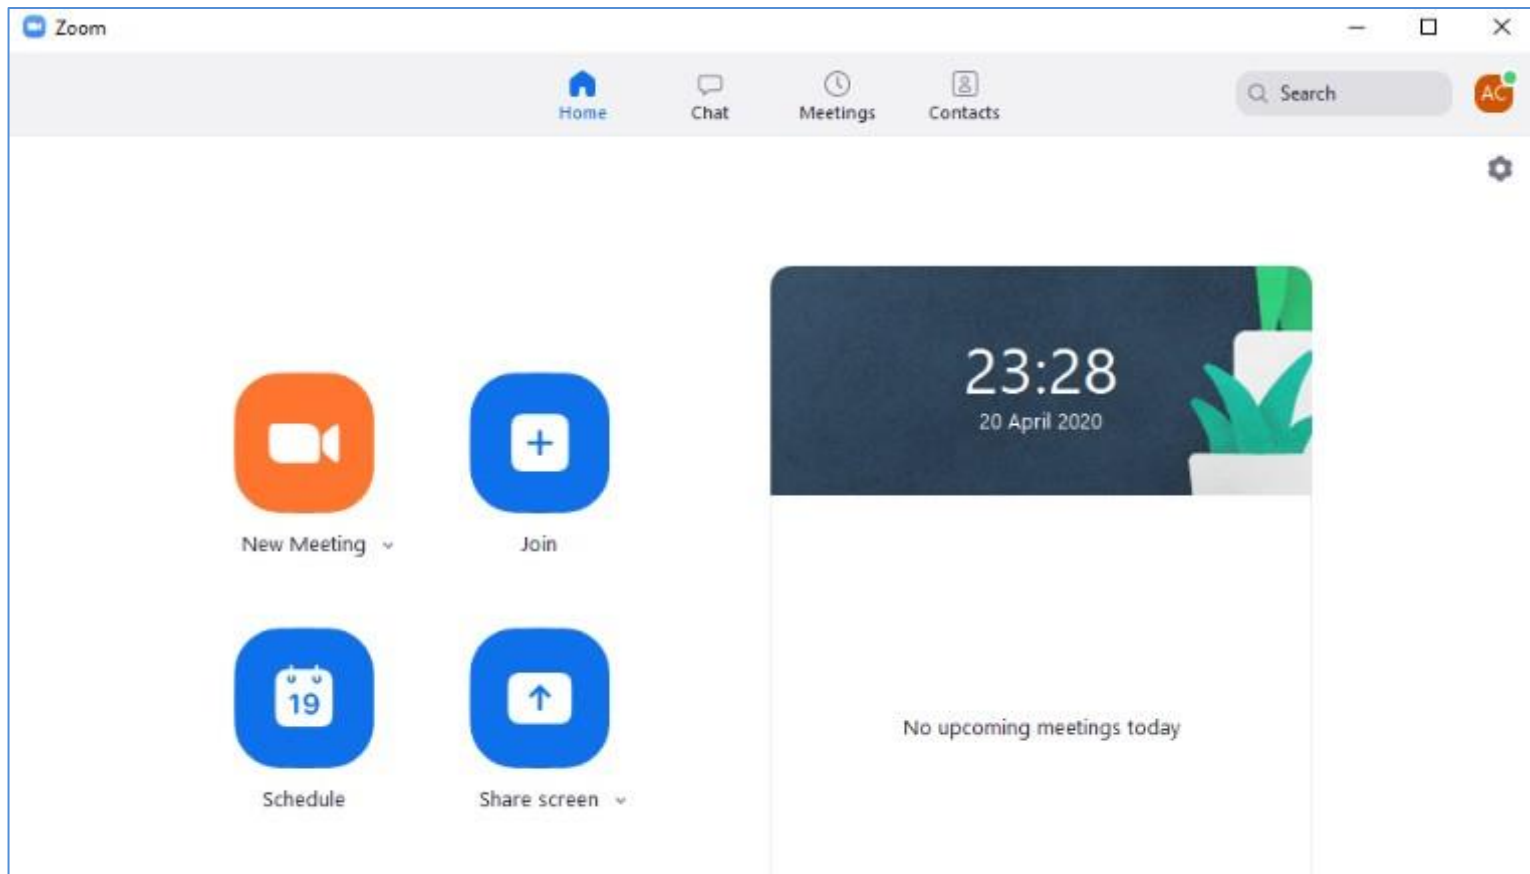 Zoom
Home
Chat
Meetings
Contacts
Search
AC
23:28
20 April 2020
New Meeting
Join
19
Schedule
Share screen
No upcoming meetings today